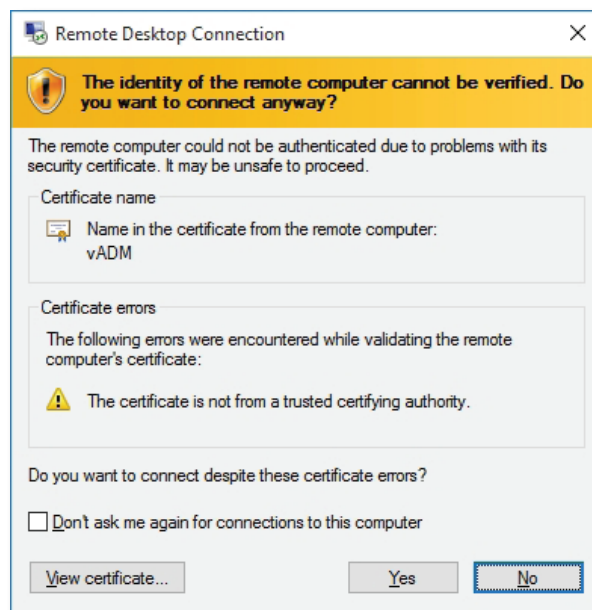 Remote Desktop Connection
The identity of the remote computer cannot be verified. Do
you want to connect anyway?
The remote computer could not be authenticated due to problems with its
security certificate. It may be unsafe to proceed.
Certificate name
Name in the certificate from the remote computer:
vADM
Certificate errors
The following errors were encountered while validating the remote
computer's certificate:
The certificate is not from a trusted certifying authority.
Do you want to connect despite these certificate errors?
Don't ask me again for connections to this computer
View certificate... Yes No